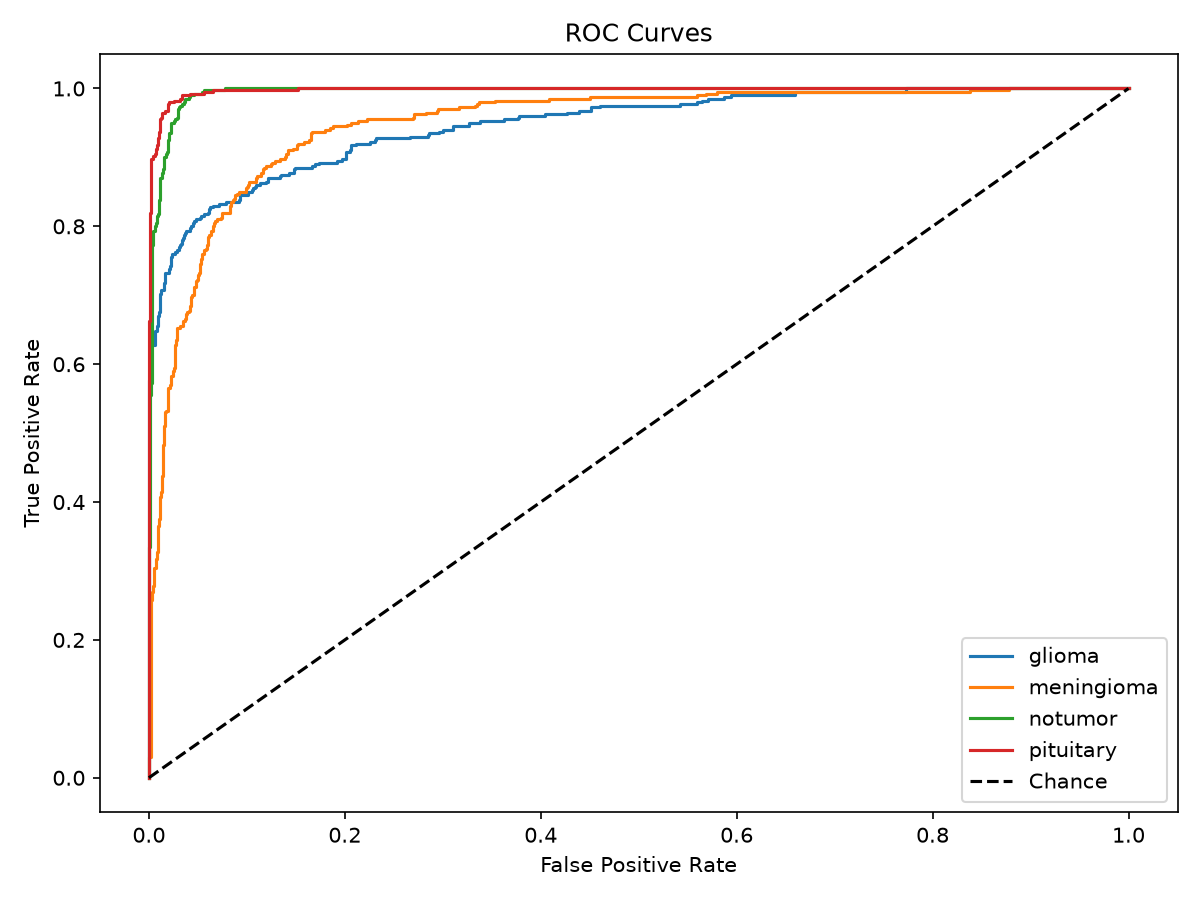 ROC Curves
True Positive Rate
1.0
0.8
0.6
0.4
0.2
0.0
0.0 0.2 0.4 0.6 0.8 1.0
False Positive Rate
glioma
meningioma
notumor
pituitary
Chance